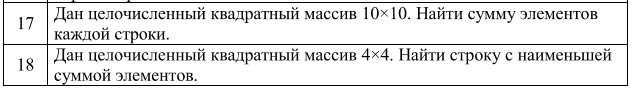 17 Дан целочисленный квадратный массив 10×10. Найти сумму элементов
каждой строки.
18 Дан целочисленный квадратный массив 4×4. Найти строку с наименьшей
суммой элементов.